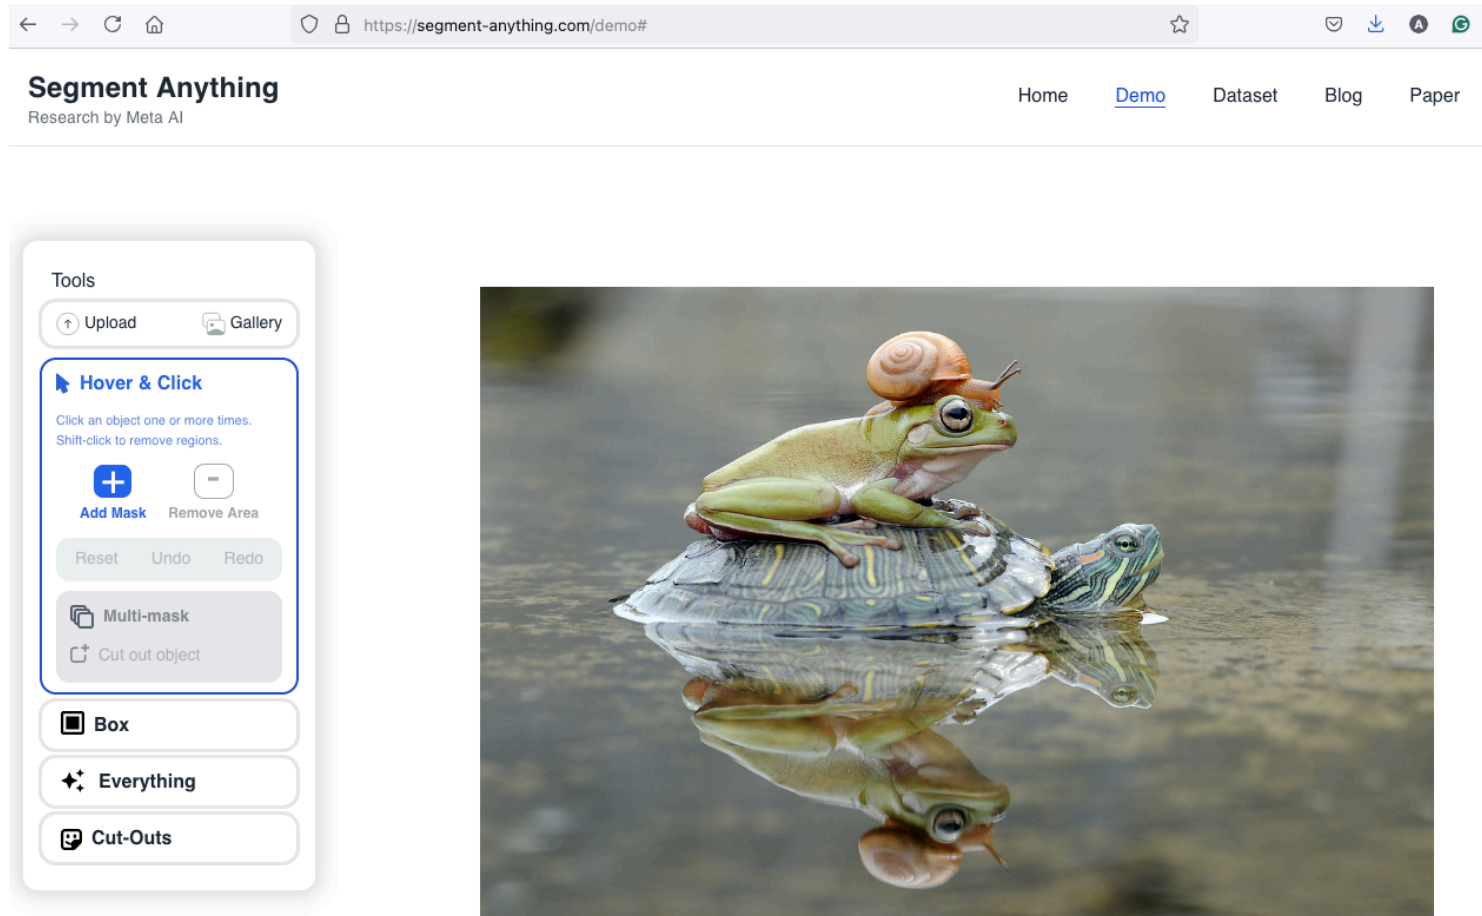 https://segment-anything.com/demo#
Segment Anything
Research by Meta AI
Home Demo Dataset Blog Paper
Tools
Upload Gallery
Hover & Click
Click an object one or more times.
Shift-click to remove regions.
+ -
Add Mask Remove Area
Reset Undo Redo
Multi-mask
Cut out object
Box
Everything
Cut-Outs